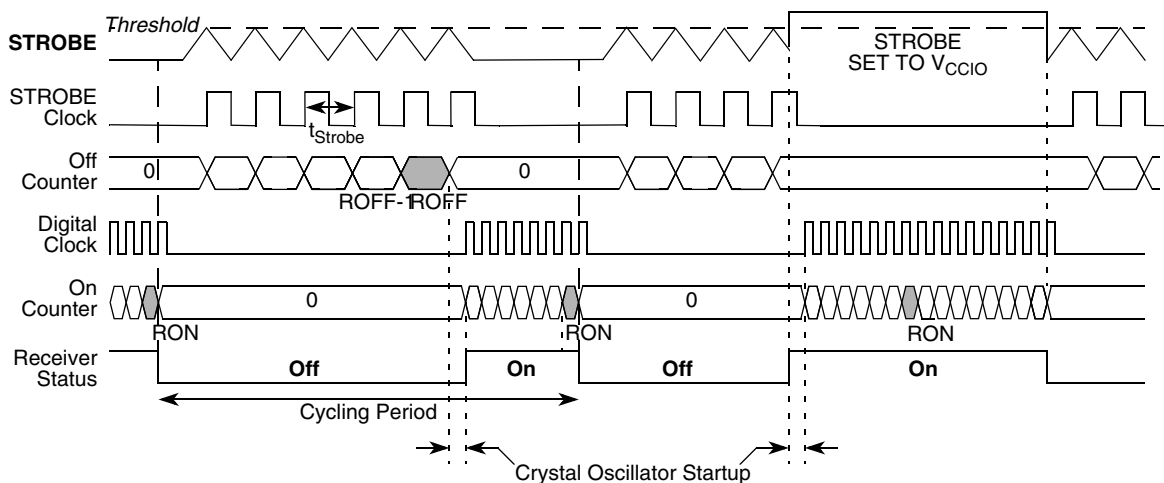 Threshold
STROBE
STROBE
SET TO VCCIO
STROBE
Clock
tStrobe
Off
Counter
0
0
ROFF-1
ROFF
Digital
Clock
On
Counter
0
0
RON
RON
RON
Receiver
Status
Off
On
Off
On
Cycling Period
Crystal Oscillator Startup